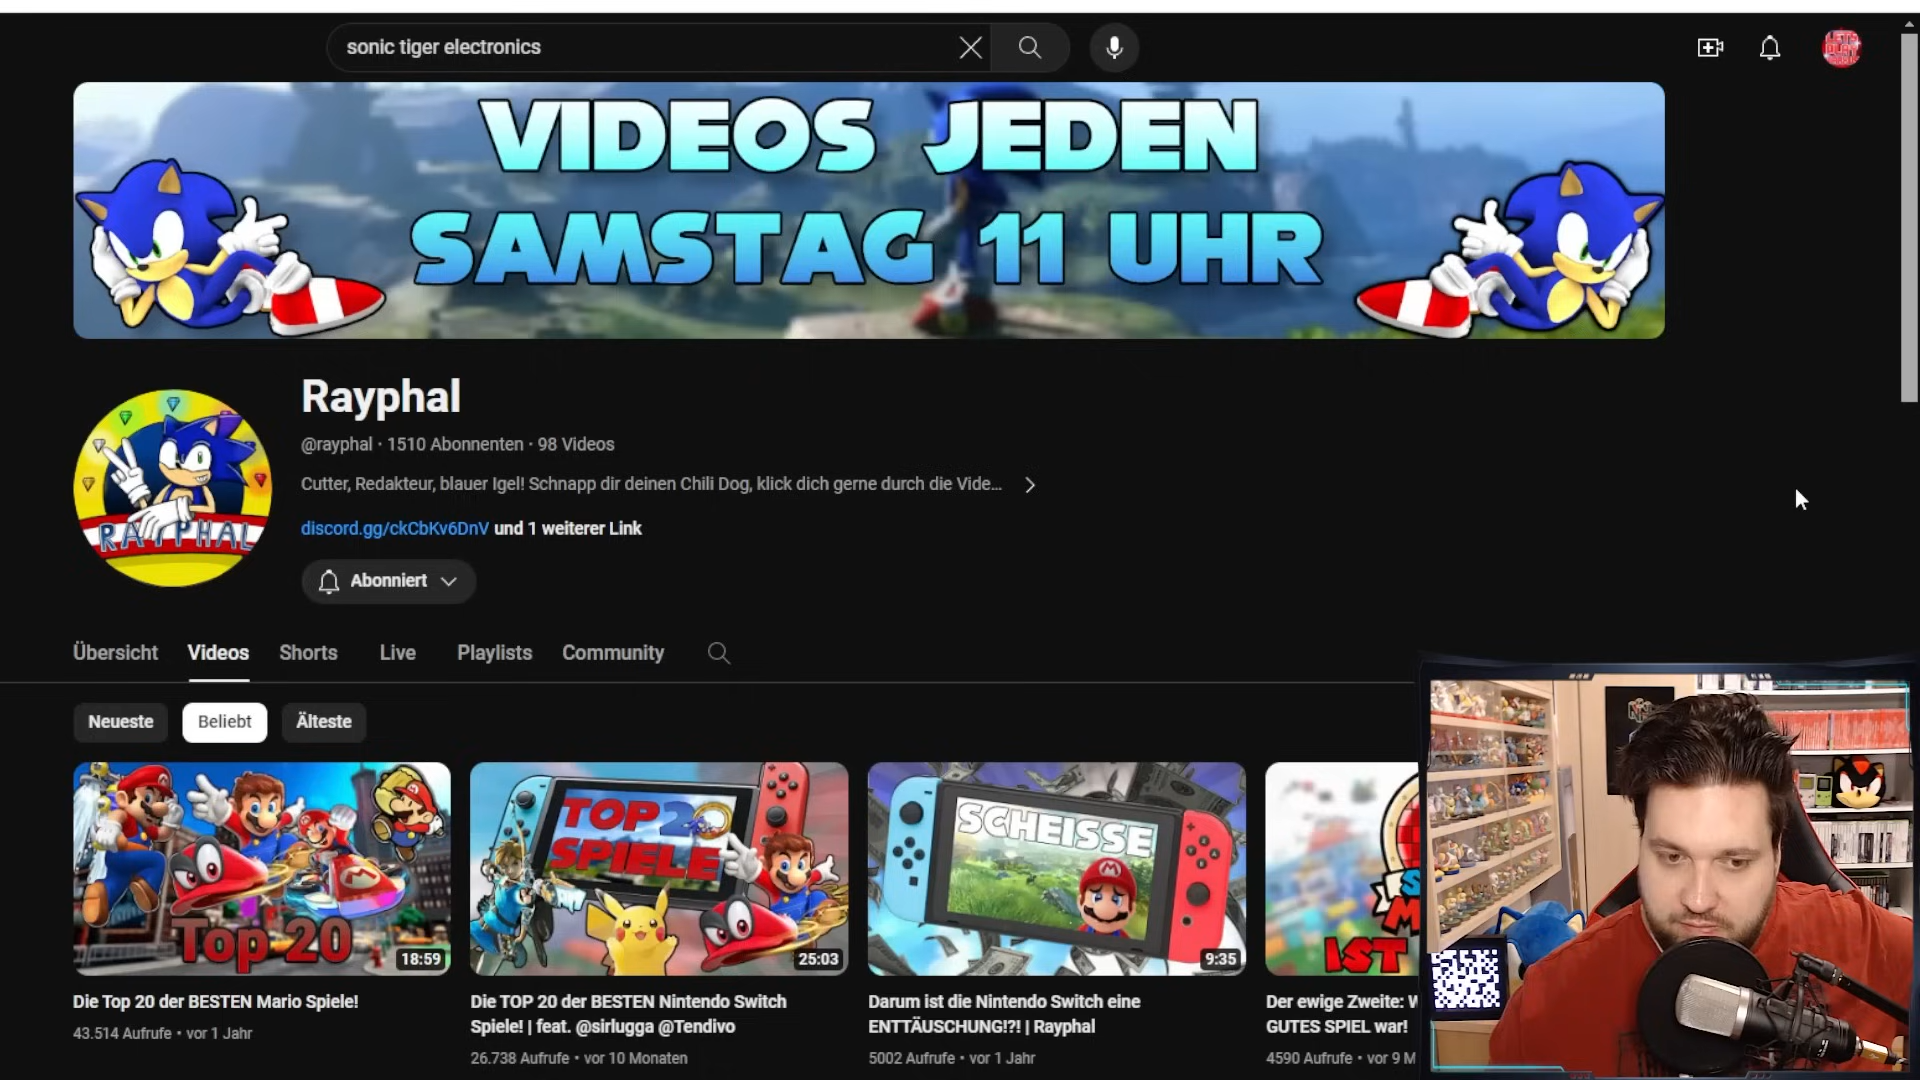 sonic tiger electronics
VIDEOS JEDEN
SAMSTAG 11 UHR
Rayphal
@rayphal · 1510 Abonnenten · 98 Videos
Cutter, Redakteur, blauer Igel! Schnapp dir deinen Chili Dog, klick dich gerne durch die Vide...
discord.gg/ckCbKv6DnV und 1 weiterer Link
RAYPHAL
Abonniert
Übersicht Videos Shorts Live Playlists Community
Neueste Beliebt Älteste
Top 20
18:59
TOP 20
SPIELE
25:03
SCHEISSE
9:35
IST
Die Top 20 der BESTEN Mario Spiele!
43.514 Aufrufe • vor 1 Jahr
Die TOP 20 der BESTEN Nintendo Switch
Spiele! | feat. @sirlugga @Tendivo
26.738 Aufrufe • vor 10 Monaten
Darum ist die Nintendo Switch eine
ENTTÄUSCHUNG!?! | Rayphal
5002 Aufrufe • vor 1 Jahr
Der ewige Zweite: W
GUTES SPIEL war!
4590 Aufrufe • vor 9 M